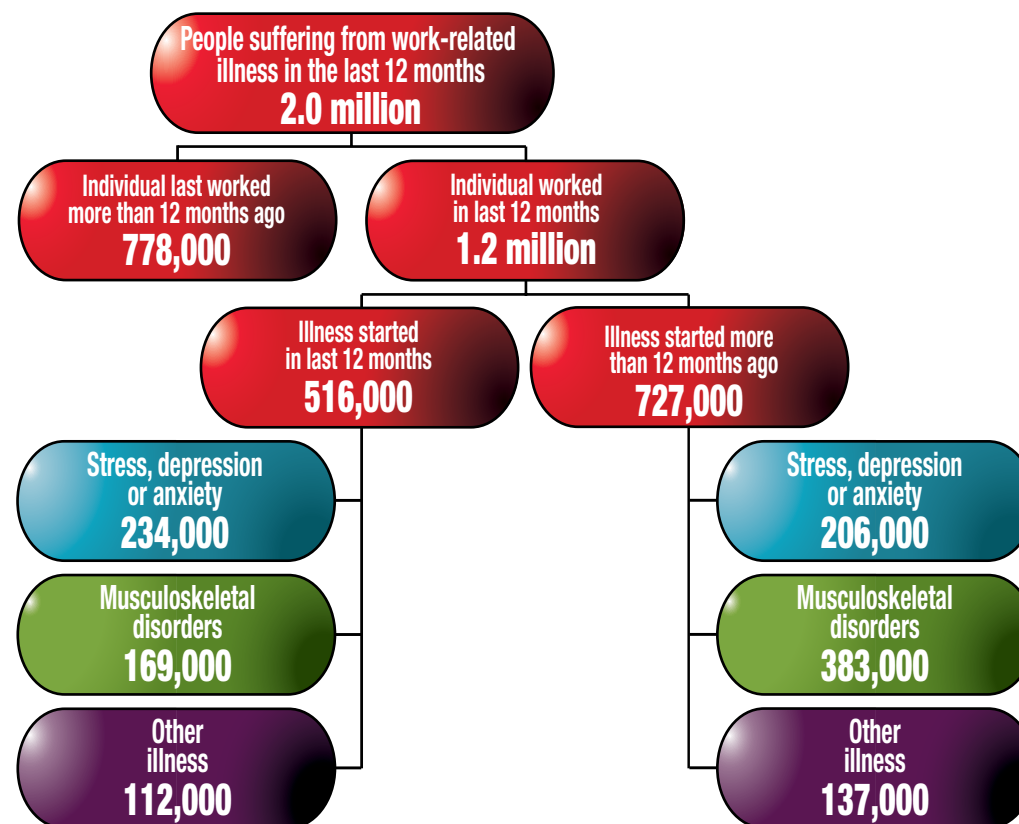 People suffering from work-related
illness in the last 12 months
2.0 million
Individual last worked
more than 12 months ago
778,000
Individual worked
in last 12 months
1.2 million
Illness started
in last 12 months
516,000
Illness started more
than 12 months ago
727,000
Stress, depression
or anxiety
234,000
Musculoskeletal
disorders
169,000
Other
illness
112,000
Stress, depression
or anxiety
206,000
Musculoskeletal
disorders
383,000
Other
illness
137,000